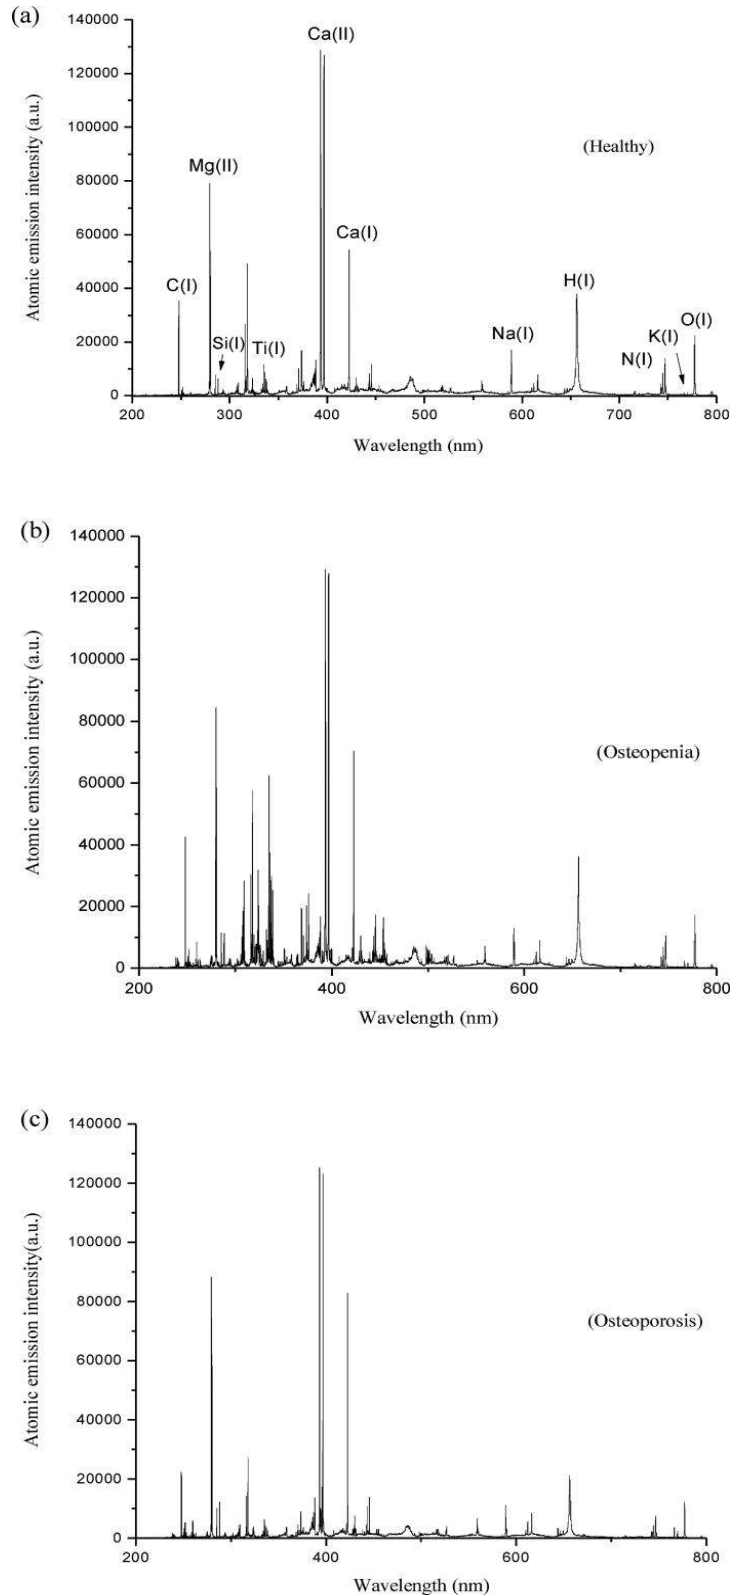 (a)
140000
120000
100000
80000
60000
40000
20000
0
Atomic emission intensity (a.u.)
Ca(II)
(Healthy)
Mg(II)
Ca(I)
C(I)
H(I)
Si(I)
Ti(I)
Na(I)
N(I)
K(I)
O(I)
200 300 400 500 600 700 800
Wavelength (nm)
(b)
140000
120000
100000
80000
60000
40000
20000
0
Atomic emission intensity (a.u.)
(Osteopenia)
200 400 600 800
Wavelength (nm)
(c)
140000
120000
100000
80000
60000
40000
20000
0
Atomic emission intensity(a.u.)
(Osteoporosis)
200 400 600 800
Wavelength (nm)